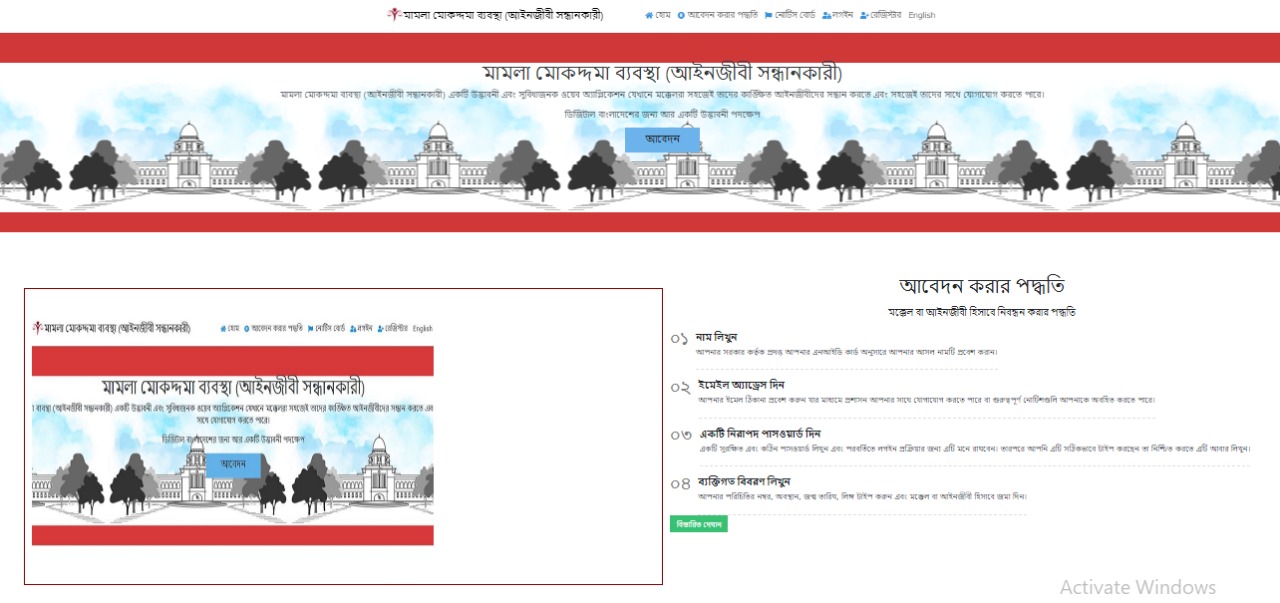 মামলা মোকদ্দমা ব্যবস্থা (আইনজীবী সন্ধানকারী) হোম আবেদন করার পদ্ধতি নোটিস বোর্ড লগইন রেজিস্টার English
মামলা মোকদ্দমা ব্যবস্থা (আইনজীবী সন্ধানকারী)
মামলা মোকদ্দমা ব্যবস্থা (আইনজীবী সন্ধানকারী) একটি উদ্ভাবনী এবং সুবিধাজনক ওয়েব অ্যাপ্লিকেশন যেখানে মক্কেলরা সহজেই তাদের কাঙ্ক্ষিত আইনজীবীদের সন্ধান করতে এবং সহজেই তাদের সাথে যোগাযোগ করতে পারে।
ডিজিটাল বাংলাদেশের জন্য আর একটি উদ্ভাবনী পদক্ষেপ
আবেদন
মামলা মোকদ্দমা ব্যবস্থা (আইনজীবী সন্ধানকারী) হোম আবেদন করার পদ্ধতি নোটিস বোর্ড লগইন রেজিস্টার English
মামলা মোকদ্দমা ব্যবস্থা (আইনজীবী সন্ধানকারী)
া ব্যবস্থা (আইনজীবী সন্ধানকারী) একটি উদ্ভাবনী এবং সুবিধাজনক ওয়েব অ্যাপ্লিকেশন যেখানে মক্কেলরা সহজেই তাদের কাঙ্ক্ষিত আইনজীবীদের সন্ধান করতে এব
সাথে যোগাযোগ করতে পারে।
ডিজিটাল বাংলাদেশের জন্য আর একটি উদ্ভাবনী পদক্ষেপ
আবেদন
আবেদন করার পদ্ধতি
মক্কেল বা আইনজীবী হিসাবে নিবন্ধন করার পদ্ধতি
০১ নাম লিখুন
আপনার সরকার কর্তৃক প্রদত্ত আপনার এনআইডি কার্ড অনুসারে আপনার আসল নামটি প্রবেশ করান।
০২ ইমেইল অ্যাড্রেস দিন
আপনার ইমেল ঠিকানা প্রবেশ করুন যার মাধ্যমে প্রশাসন আপনার সাথে যোগাযোগ করতে পারে বা গুরুত্বপূর্ণ নোটিশগুলি আপনাকে অবহিত করতে পারে।
০৩ একটি নিরাপদ পাসওয়ার্ড দিন
একটি সুরক্ষিত এবং কঠিন পাসওয়ার্ড লিখুন এবং পরবর্তিতে লগইন প্রক্রিয়ার জন্য এটি মনে রাখবেন। তারপরে আপনি এটি সঠিকভাবে টাইপ করছেন তা নিশ্চিত করতে এটি আবার লিখুন।
০৪ ব্যক্তিগত বিবরণ লিখুন
আপনার পরিচিতির নম্বর, অবস্থান, জন্ম তারিখ, লিঙ্গ টাইপ করুন এবং মক্কেল বা আইনজীবী হিসাবে জমা দিন।
বিস্তারিত দেখান
Activate Windows